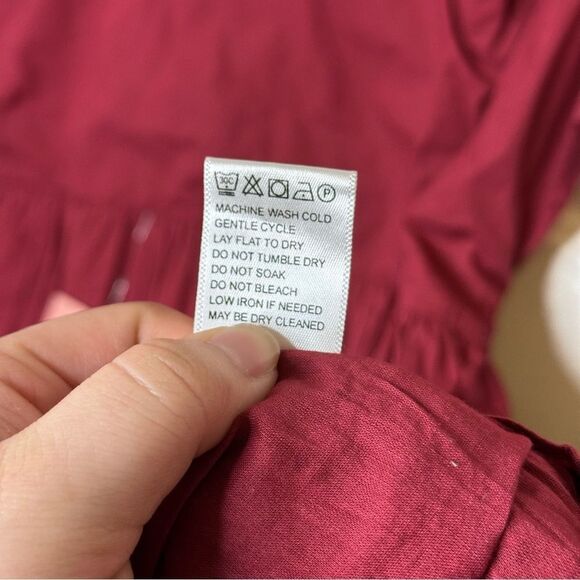 30C P
MACHINE WASH COLD
GENTLE CYCLE
LAY FLAT TO DRY
DO NOT TUMBLE DRY
DO NOT SOAK
DO NOT BLEACH
LOW IRON IF NEEDED
MAY BE DRY CLEANED